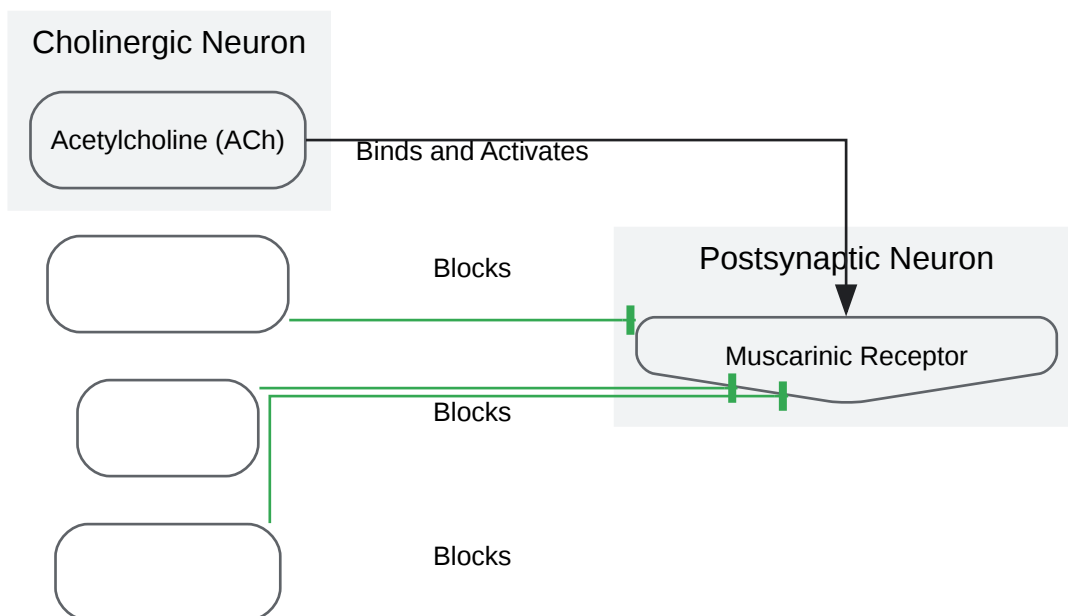 Cholinergic Neuron
Acetylcholine (ACh)
Binds and Activates
Blocks
Postsynaptic Neuron
Muscarinic Receptor
Blocks
Blocks